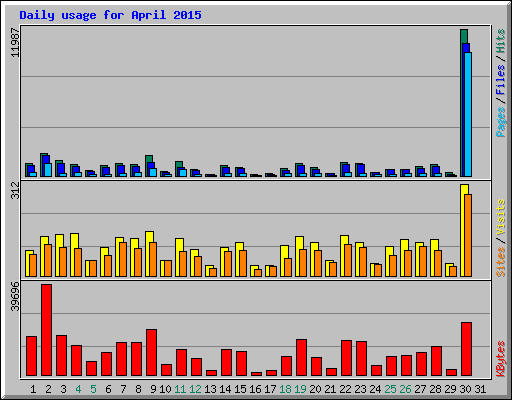 Daily usage for April 2015
11987
Pages / Files / Hits
312
Sites / Visits
39696
KBytes
1 2 3 4 5 6 7 8 9 10 11 12 13 14 15 16 17 18 19 20 21 22 23 24 25 26 27 28 29 30 31